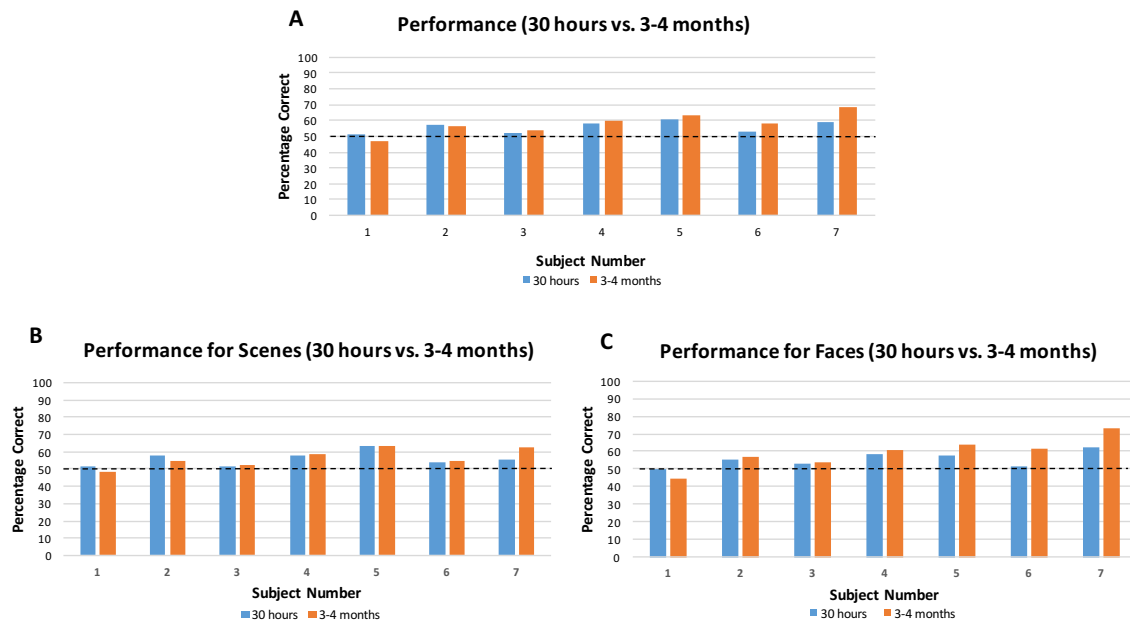 A
Performance (30 hours vs. 3-4 months)
Percentage Correct
100
90
80
70
60
50
40
30
20
10
0
1 2 3 4 5 6 7
Subject Number
30 hours 3-4 months
B
Performance for Scenes (30 hours vs. 3-4 months)
Percentage Correct
100
90
80
70
60
50
40
30
20
10
0
1 2 3 4 5 6 7
Subject Number
30 hours 3-4 months
C
Performance for Faces (30 hours vs. 3-4 months)
Percentage Correct
100
90
80
70
60
50
40
30
20
10
0
1 2 3 4 5 6 7
Subject Number
30 hours 3-4 months